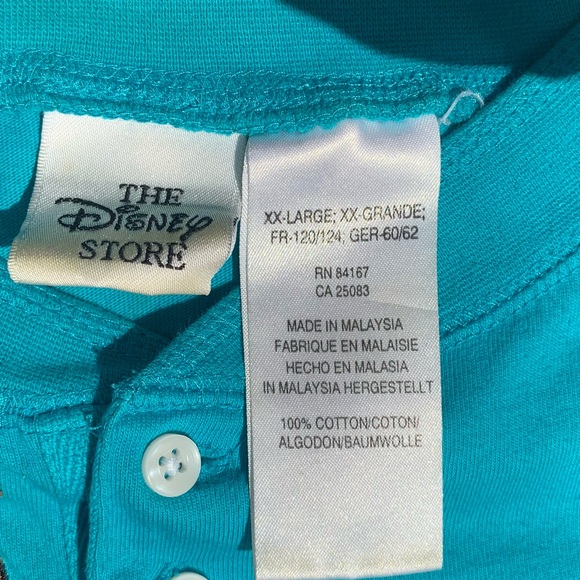 THE
DISNEY
STORE
XX-LARGE; XX-GRANDE;
FR-120/124; GER-60/62
RN 84167
CA 25083
MADE IN MALAYSIA
FABRIQUE EN MALAISIE
HECHO EN MALASIA
IN MALAYSIA HERGESTELLT
100% COTTON/COTON/
ALGODON/BAUMWOLLE